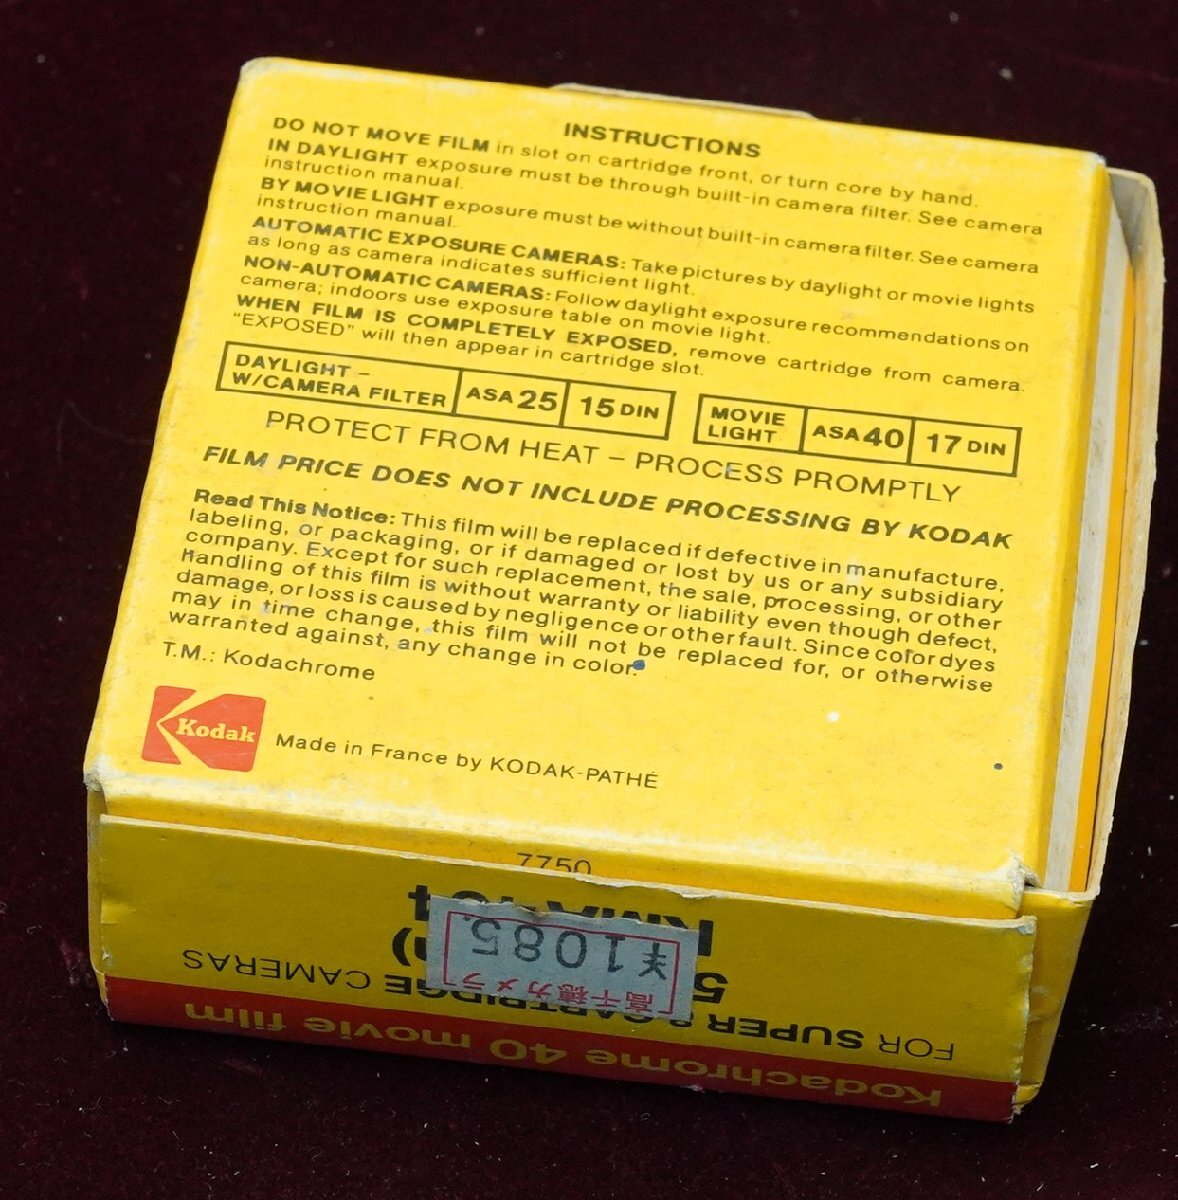 INSTRUCTIONS
DO NOT MOVE FILM in slot on cartridge front, or turn core by hand.
IN DAYLIGHT exposure must be through built-in camera filter. See camera
instruction manual.
BY MOVIE LIGHT exposure must be without built-in camera filter. See camera
instruction manual.
AUTOMATIC EXPOSURE CAMERAS: Take pictures by daylight or movie lights
as long as camera indicates sufficient light.
NON-AUTOMATIC CAMERAS: Follow daylight exposure recommendations on
camera; indoors use exposure table on movie light.
WHEN FILM IS COMPLETELY EXPOSED, remove cartridge from camera.
“EXPOSED” will then appear in cartridge slot.
DAYLIGHT –
W/CAMERA FILTER ASA 25 15 DIN
MOVIE
LIGHT ASA 40 17 DIN
PROTECT FROM HEAT – PROCESS PROMPTLY
FILM PRICE DOES NOT INCLUDE PROCESSING BY KODAK
Read This Notice: This film will be replaced if defective in manufacture,
labeling, or packaging, or if damaged or lost by us or any subsidiary
company. Except for such replacement, the sale, processing, or other
handling of this film is without warranty or liability even though defect,
damage, or loss is caused by negligence or other fault. Since color dyes
may in time change, this film will not be replaced for, or otherwise
warranted against, any change in color.
T.M.: Kodachrome
Kodak
Made in France by KODAK-PATHÉ
7750
Kodachrome 40 movie film
FOR SUPER 8 CARTRIDGE CAMERAS
5
高千穂カメラ
¥1085